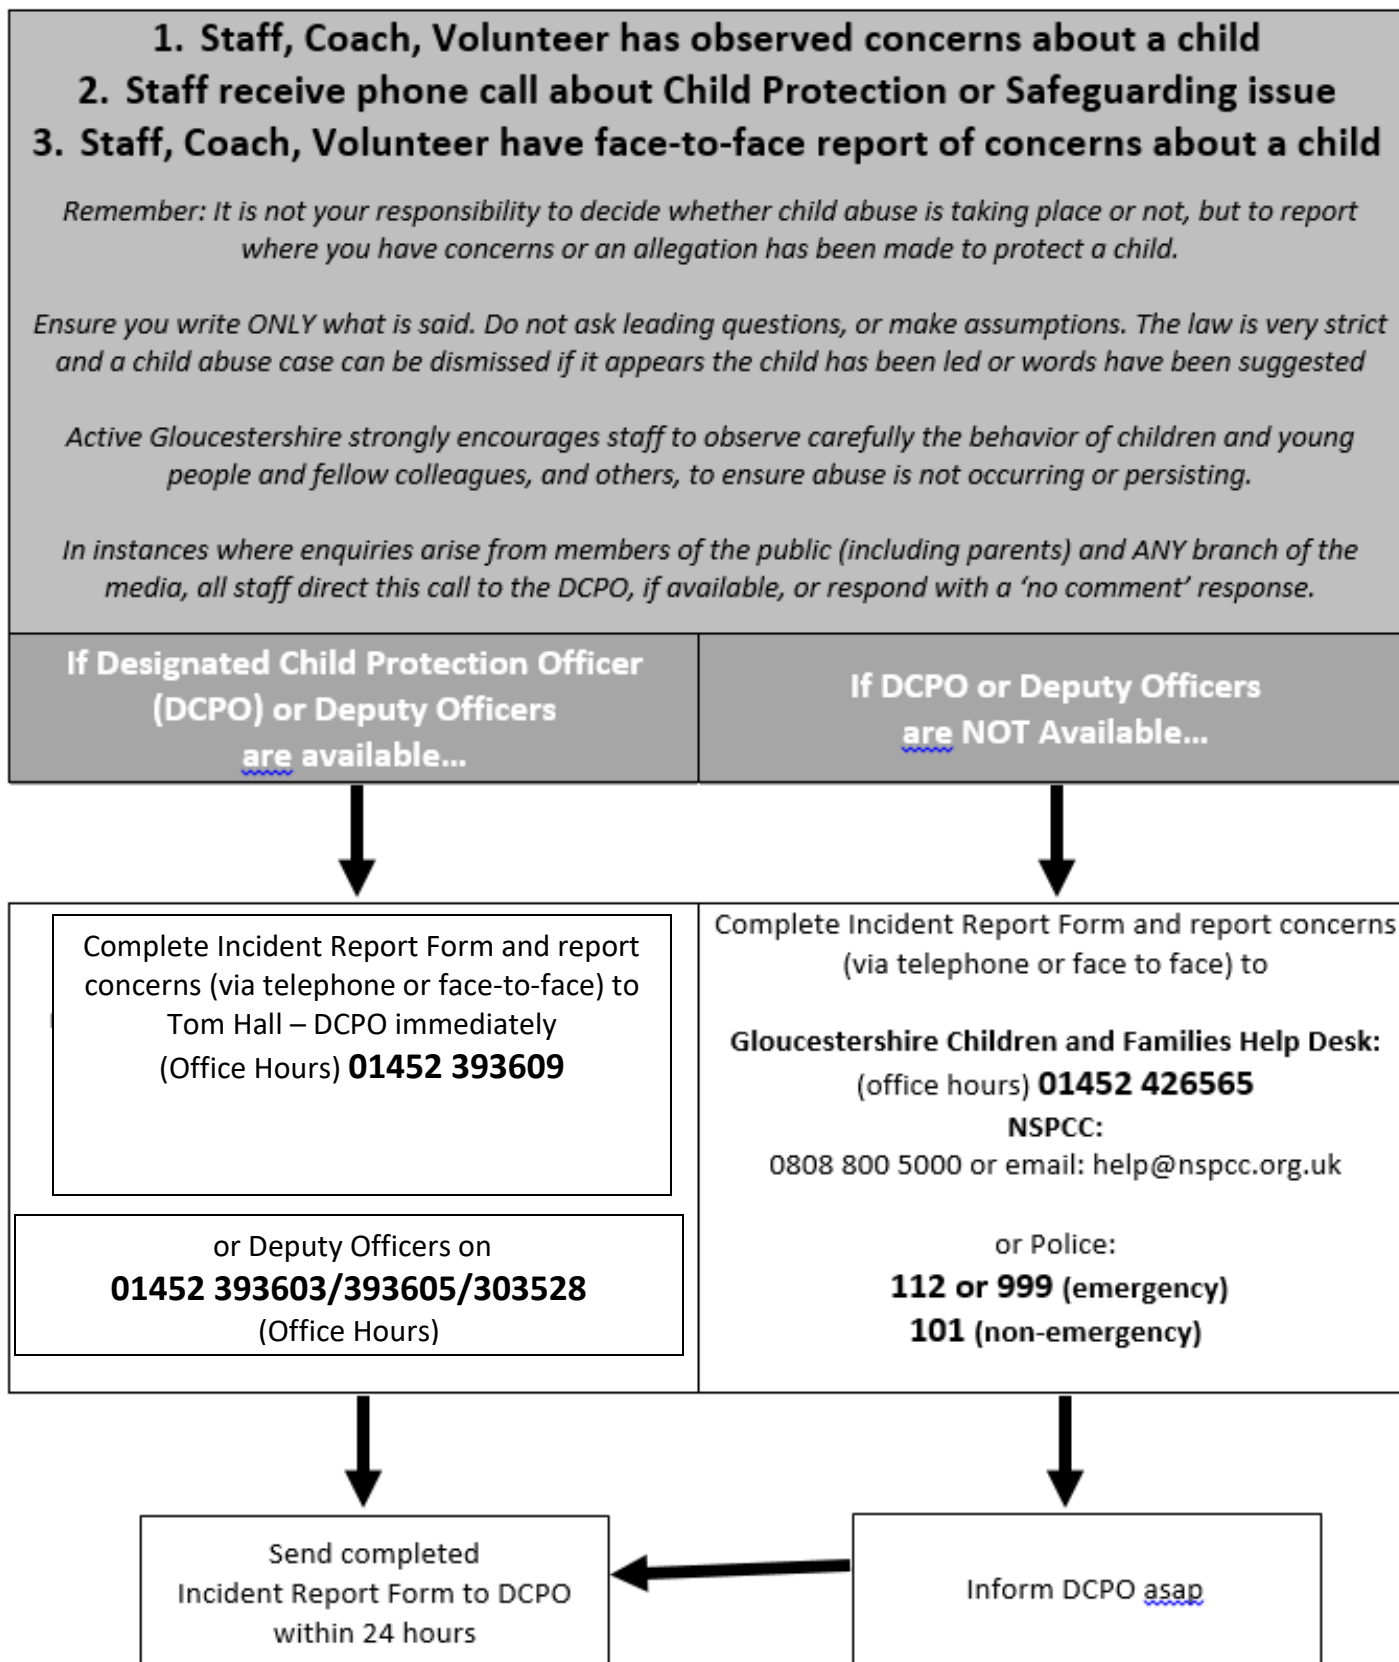 1. Staff, Coach, Volunteer has observed concerns about a child
2. Staff receive phone call about Child Protection or Safeguarding issue
3. Staff, Coach, Volunteer have face-to-face report of concerns about a child
Remember: It is not your responsibility to decide whether child abuse is taking place or not, but to report
where you have concerns or an allegation has been made to protect a child.
Ensure you write ONLY what is said. Do not ask leading questions, or make assumptions. The law is very strict
and a child abuse case can be dismissed if it appears the child has been led or words have been suggested
Active Gloucestershire strongly encourages staff to observe carefully the behavior of children and young
people and fellow colleagues, and others, to ensure abuse is not occurring or persisting.
In instances where enquiries arise from members of the public (including parents) and ANY branch of the
media, all staff direct this call to the DCPO, if available, or respond with a ‘no comment’ response.
If Designated Child Protection Officer
(DCPO) or Deputy Officers
are available...
If DCPO or Deputy Officers
are NOT Available...
Complete Incident Report Form and report
concerns (via telephone or face-to-face) to
Tom Hall – DCPO immediately
(Office Hours) 01452 393609
or Deputy Officers on
01452 393603/393605/303528
(Office Hours)
Complete Incident Report Form and report concerns
(via telephone or face to face) to
Gloucestershire Children and Families Help Desk:
(office hours) 01452 426565
NSPCC:
0808 800 5000 or email: help@nspcc.org.uk
or Police:
112 or 999 (emergency)
101 (non-emergency)
Send completed
Incident Report Form to DCPO
within 24 hours
Inform DCPO asap